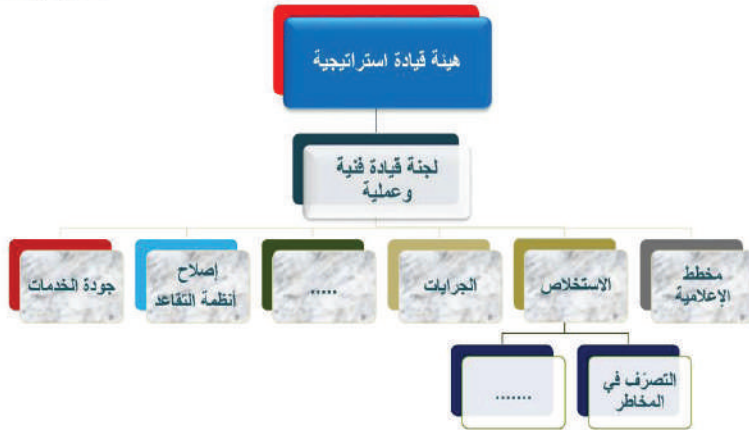 هيئة قيادة استراتيجية
لجنة قيادة فنية
وعملية
مخطط
الإعلامية
الاستخلاص
الجرايات
.....
إصلاح
أنظمة التقاعد
جودة الخدمات
التصرّف في
المخاطر
.......